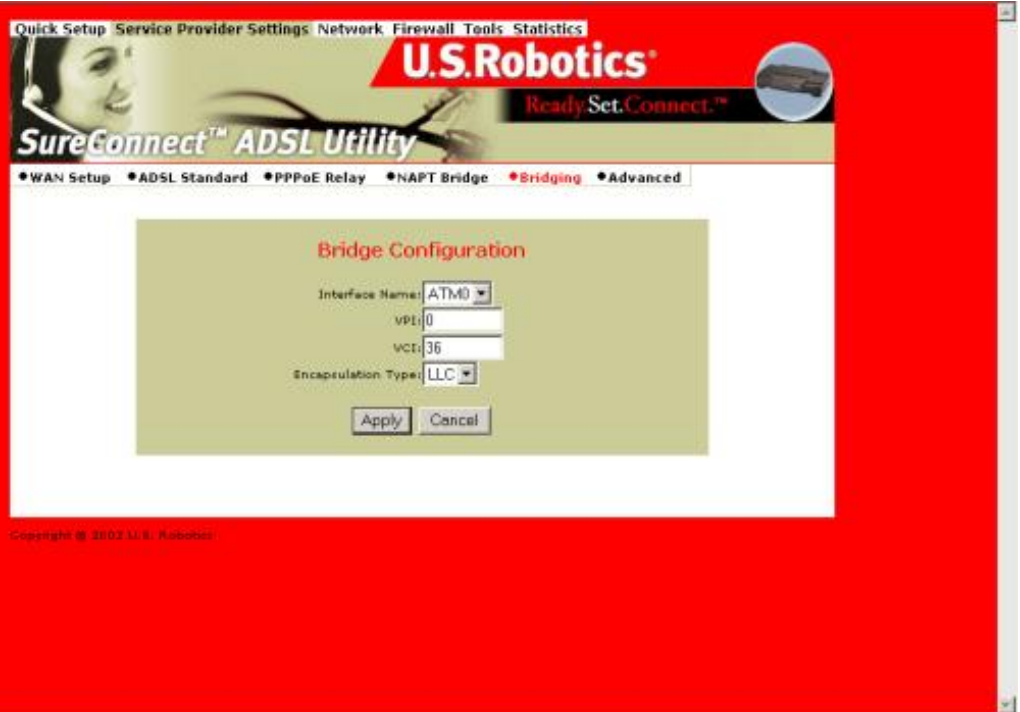 Quick Setup Service Provider Settings Network Firewall Tools Statistics
U.S.Robotics®
Ready.Set.Connect.™
SureConnect™ ADSL Utility
•WAN Setup •ADSL Standard •PPPoE Relay •NAPT Bridge •Bridging •Advanced
Bridge Configuration
Interface Name: ATM0
VPI: 0
VCI: 36
Encapsulation Type: LLC
Apply Cancel
Copyright @ 2002 U.S. Robotics